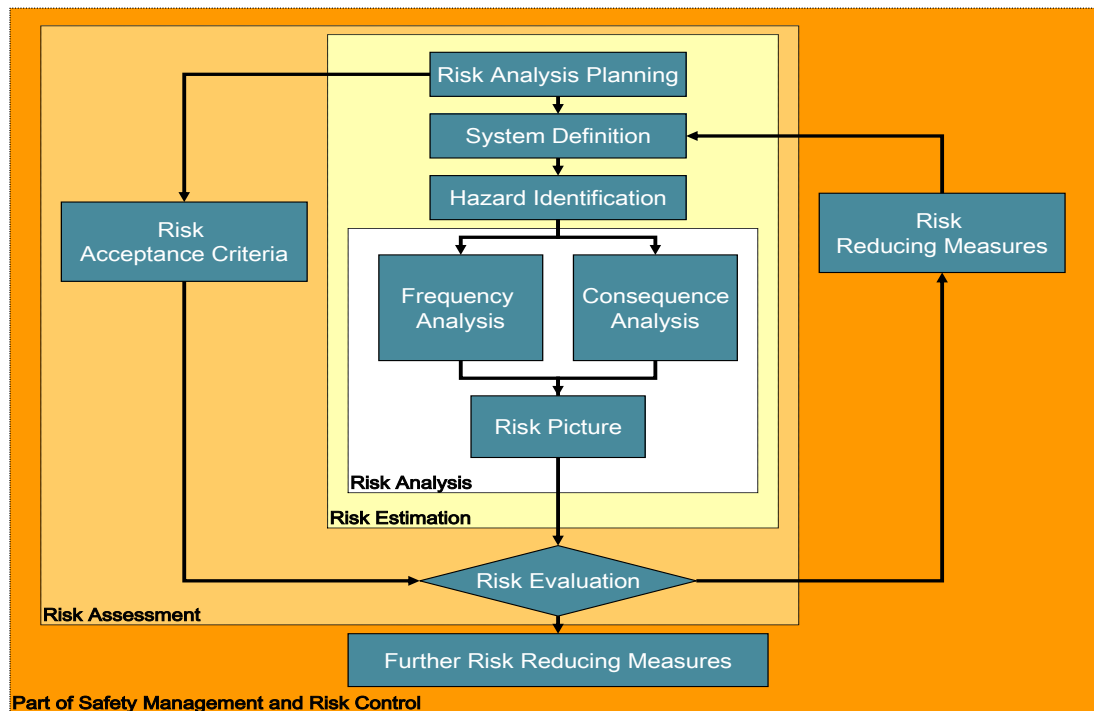 Risk Analysis Planning
System Definition
Hazard Identification
Risk
Acceptance Criteria
Risk
Reducing Measures
Frequency
Analysis
Consequence
Analysis
Risk Picture
Risk Analysis
Risk Estimation
Risk Evaluation
Risk Assessment
Further Risk Reducing Measures
Part of Safety Management and Risk Control